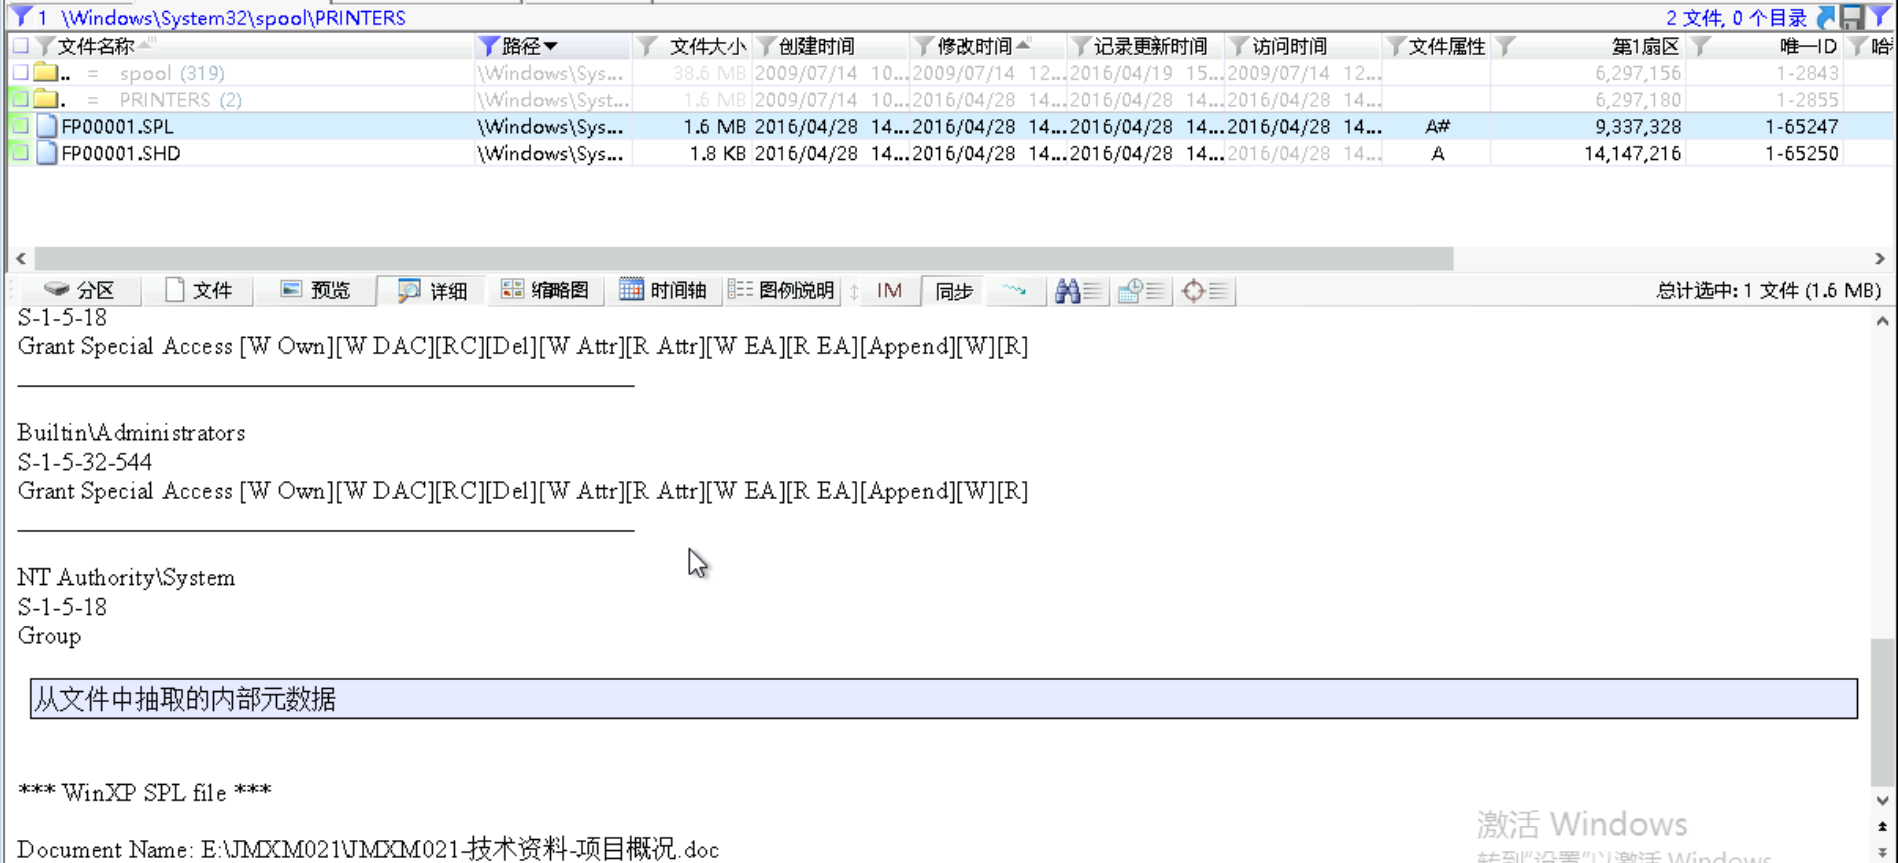 1 \Windows\System32\spool\PRINTERS 2 文件, 0 个目录
文件名称 路径 文件大小 创建时间 修改时间 记录更新时间 访问时间 文件属性 第1扇区 唯一ID
.. = spool (319) \Windows\Sys... 38.6 MB 2009/07/14 10... 2009/07/14 12... 2016/04/19 15... 2009/07/14 12... 6,297,156 1-2843
. = PRINTERS (2) \Windows\Syst... 1.6 MB 2009/07/14 10... 2016/04/28 14... 2016/04/28 14... 2016/04/28 14... 6,297,180 1-2855
FP00001.SPL \Windows\Sys... 1.6 MB 2016/04/28 14... 2016/04/28 14... 2016/04/28 14... 2016/04/28 14... A# 9,337,328 1-65247
FP00001.SHD \Windows\Sys... 1.8 KB 2016/04/28 14... 2016/04/28 14... 2016/04/28 14... 2016/04/28 14... A 14,147,216 1-65250
分区 文件 预览 详细 缩略图 时间轴 图例说明 IM 同步 总计选中: 1 文件 (1.6 MB)
S-1-5-18
Grant Special Access [W Own][W DAC][RC][Del][W Attr][R Attr][W EA][R EA][Append][W][R]
Builtin\Administrators
S-1-5-32-544
Grant Special Access [W Own][W DAC][RC][Del][W Attr][R Attr][W EA][R EA][Append][W][R]
NT Authority\System
S-1-5-18
Group
从文件中抽取的内部元数据
*** WinXP SPL file ***
激活 Windows
Document Name: E:\JMXM021\JMXM021-技术资料-项目概况.doc
转到"设置"以激活 Windows